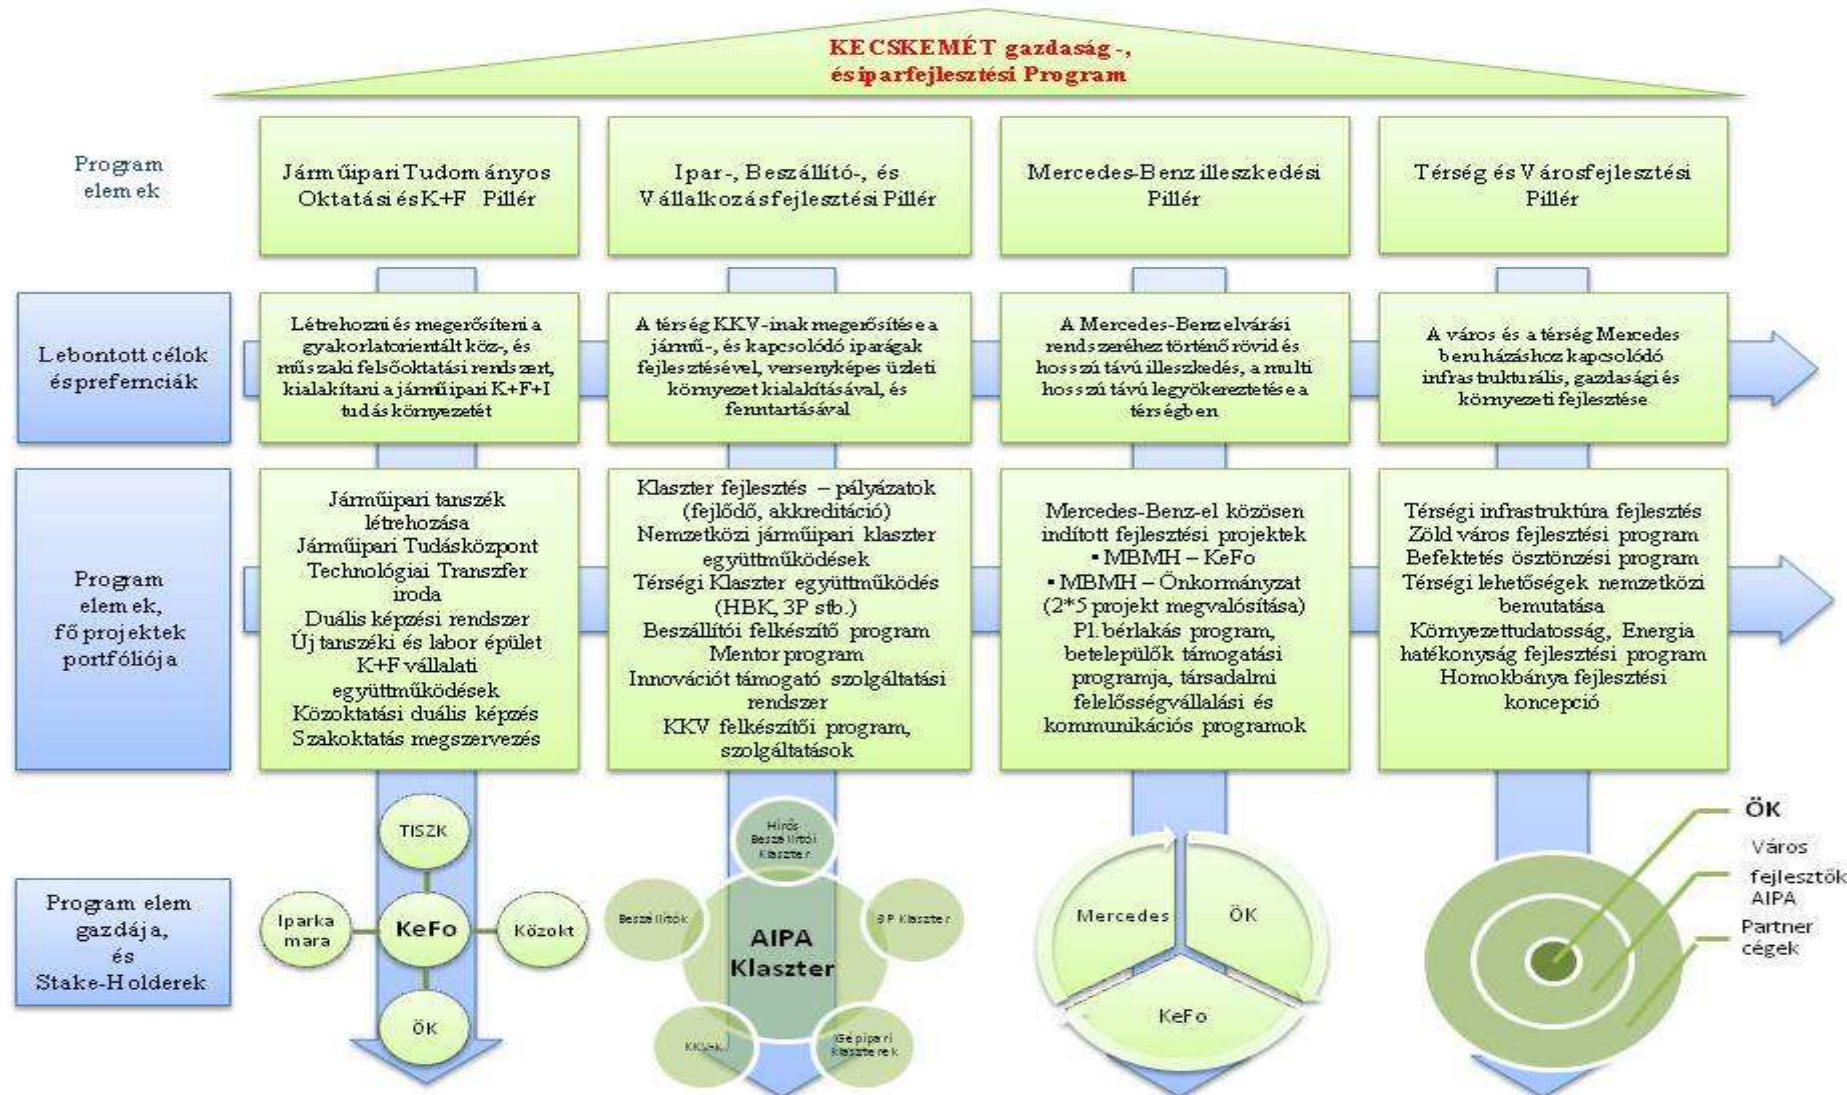 KECSKEMÉT gazdaság-,
és iparfejlesztési Program
Program
elemek
Járműipari Tudományos
Oktatási és K+F Pillér
Ipar-, Beszállító-, és
Vállalkozásfejlesztési Pillér
Mercedes-Benz illeszkedési
Pillér
Térség és Városfejlesztési
Pillér
Lebontott célok
és prefernciák
Létrehozni és megerősíteni a
gyakorlatorientált köz-, és
műszaki felsőoktatási rendszert,
kialakítani a járműipari K+F+I
tudás környezetét
A térség KKV-inak megerősítése a
jármű-, és kapcsolódó iparágak
fejlesztésével, versenyképes üzleti
környezet kialakításával, és
fenntartásával
A Mercedes-Benz elvárási
rendszeréhez történő rövid és
hosszú távú illeszkedés, a multi
hosszú távú legyökereztetése a
térségben
A város és a térség Mercedes
beruházáshoz kapcsolódó
infrastrukturális, gazdasági és
környezeti fejlesztése
Program
elemek,
fő projektek
portfóliója
Járműipari tanszék
létrehozása
Járműipari Tudásközpont
Technológiai Transzfer
iroda
Duális képzési rendszer
Új tanszéki és labor épület
K+F vállalati
együttműködések
Közoktatási duális képzés
Szakoktatás megszervezés
Klaszter fejlesztés – pályázatok
(fejlődő, akkreditáció)
Nemzetközi járműipari klaszter
együttműködések
Térségi Klaszter együttműködés
(HBK, 3P stb.)
Beszállítói felkészítő program
Mentor program
Innovációt támogató szolgáltatási
rendszer
KKV felkészítői program,
szolgáltatások
Mercedes-Benz-el közösen
indított fejlesztési projektek
▪ MBMH – KeFo
▪ MBMH – Önkormányzat
(2*5 projekt megvalósítása)
Pl. bérlakás program,
betelepülők támogatási
programja, társadalmi
felelősségvállalási és
kommunikációs programok
Térségi infrastruktúra fejlesztés
Zöld város fejlesztési program
Befektetés ösztönzési program
Térségi lehetőségek nemzetközi
bemutatása
Környezettudatosság, Energia
hatékonyság fejlesztési program
Homokbánya fejlesztési
koncepció
Program elem
gazdája,
és
Stake-Holderek
TISZK
Iparka
mara
KeFo
Közokt
ÖK
Hírös
Beszállítói
Klaszter
Beszállítók
3P Klaszter
AIPA
Klaszter
KKV-k
Gépipari
klaszterek
Mercedes
ÖK
KeFo
ÖK
Város
fejlesztők
AIPA
Partner
cégek